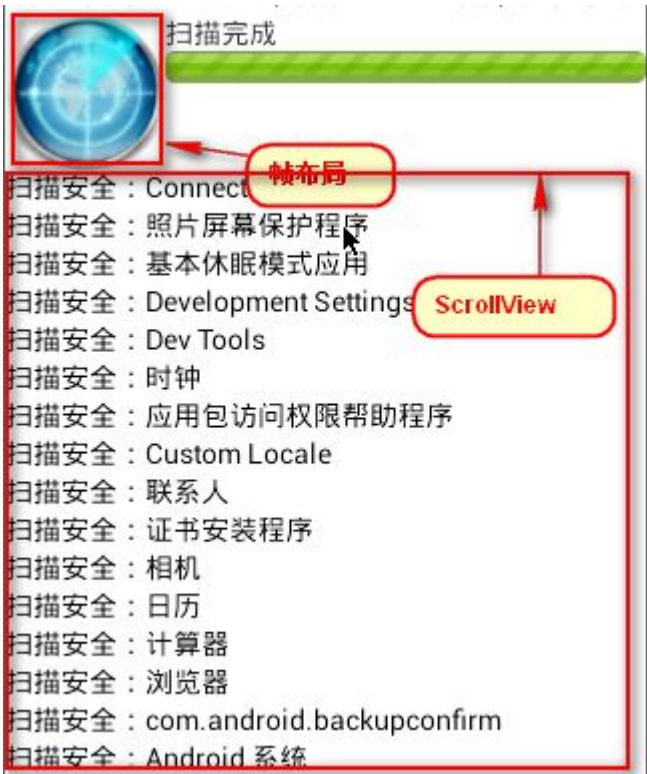 扫描完成
帧布局
扫描安全：Connect
扫描安全：照片屏幕保护程序
扫描安全：基本休眠模式应用
扫描安全：Development Settings
ScrollView
扫描安全：Dev Tools
扫描安全：时钟
扫描安全：应用包访问权限帮助程序
扫描安全：Custom Locale
扫描安全：联系人
扫描安全：证书安装程序
扫描安全：相机
扫描安全：日历
扫描安全：计算器
扫描安全：浏览器
扫描安全：com.android.backupconfirm
扫描安全：Android 系统